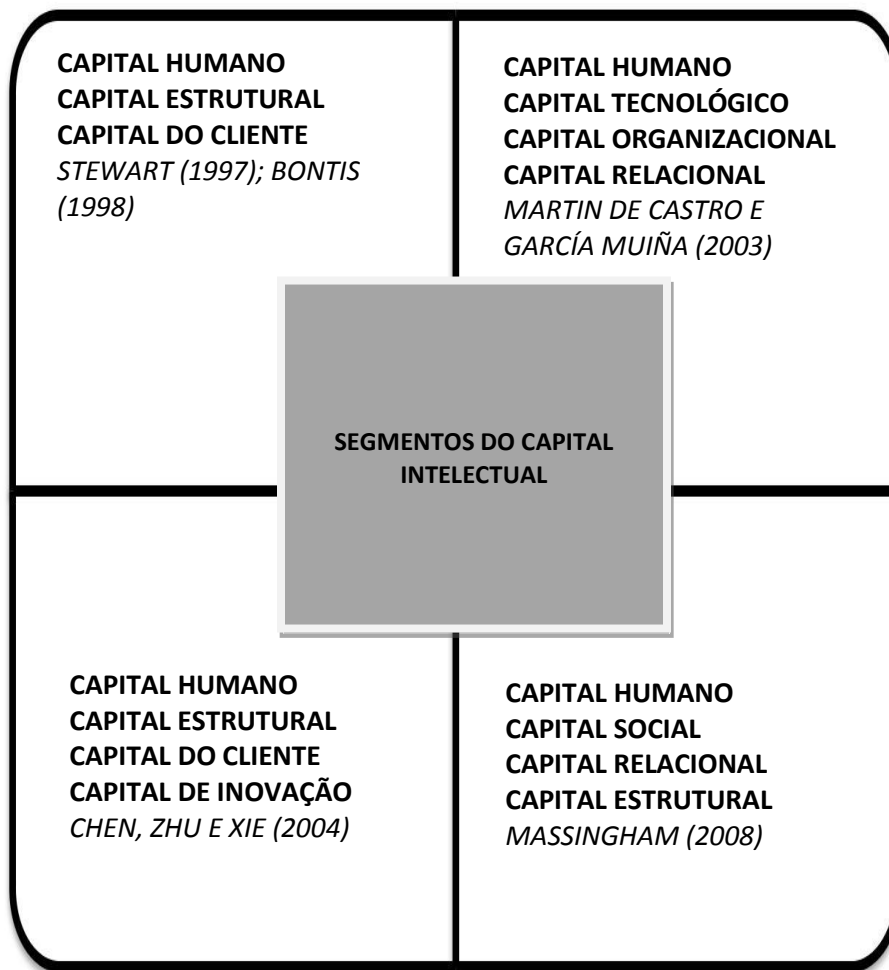 CAPITAL HUMANO
CAPITAL ESTRUTURAL
CAPITAL DO CLIENTE
STEWART (1997); BONTIS
(1998)
CAPITAL HUMANO
CAPITAL TECNOLÓGICO
CAPITAL ORGANIZACIONAL
CAPITAL RELACIONAL
MARTIN DE CASTRO E
GARCÍA MUIÑA (2003)
SEGMENTOS DO CAPITAL
INTELECTUAL
CAPITAL HUMANO
CAPITAL ESTRUTURAL
CAPITAL DO CLIENTE
CAPITAL DE INOVAÇÃO
CHEN, ZHU E XIE (2004)
CAPITAL HUMANO
CAPITAL SOCIAL
CAPITAL RELACIONAL
CAPITAL ESTRUTURAL
MASSINGHAM (2008)